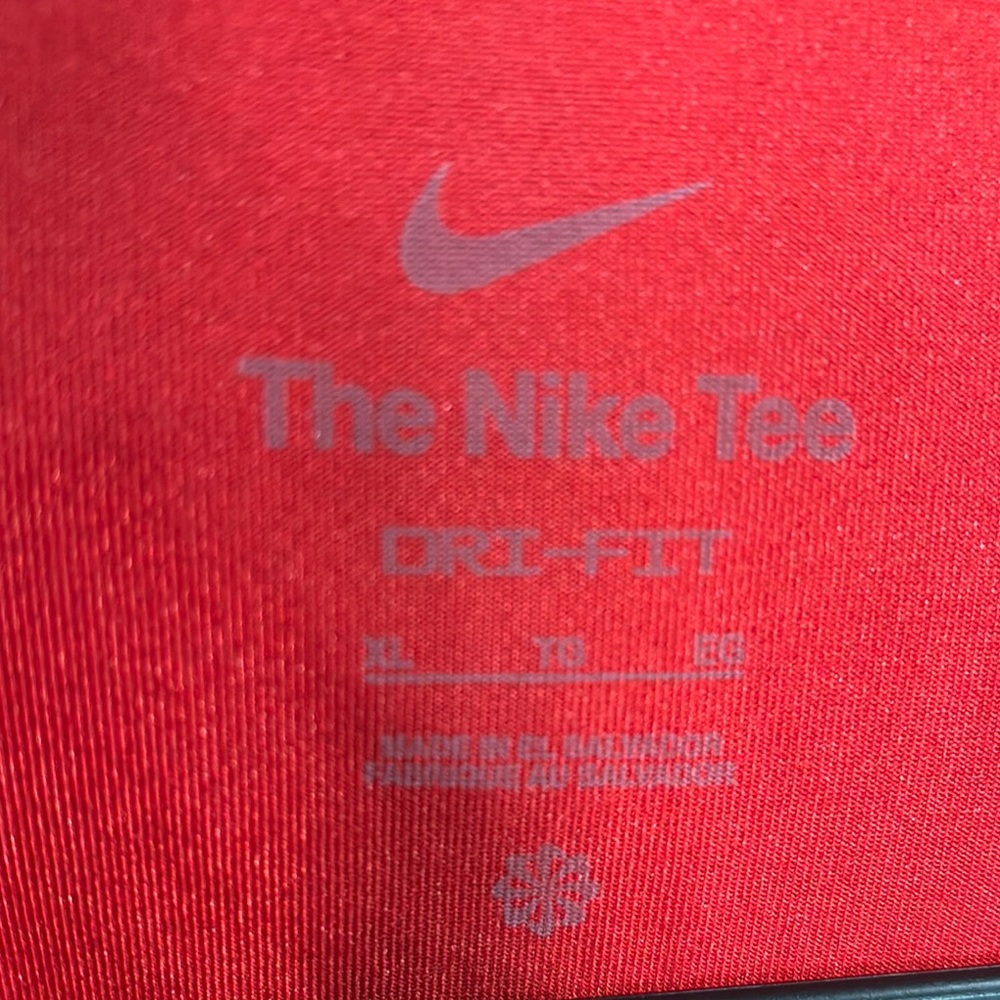 The Nike Tee
DRI-FIT
XL TG EG
MADE IN EL SALVADOR
FABRIQUÉ AU SALVADOR